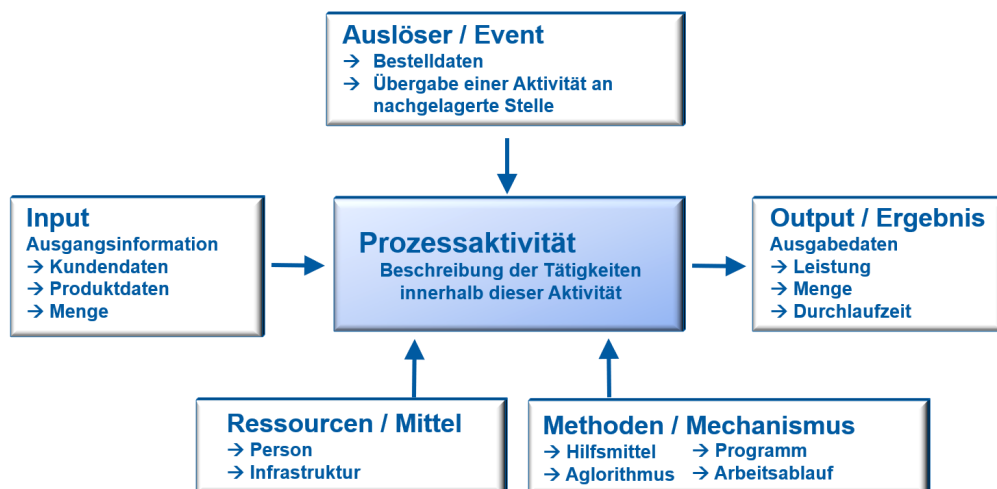 Auslöser / Event
→ Bestelldaten
→ Übergabe einer Aktivität an
nachgelagerte Stelle
Input
Ausgangsinformation
→ Kundendaten
→ Produktdaten
→ Menge
Prozessaktivität
Beschreibung der Tätigkeiten
innerhalb dieser Aktivität
Output / Ergebnis
Ausgabedaten
→ Leistung
→ Menge
→ Durchlaufzeit
Ressourcen / Mittel
→ Person
→ Infrastruktur
Methoden / Mechanismus
→ Hilfsmittel → Programm
→ Aglorithmus → Arbeitsablauf